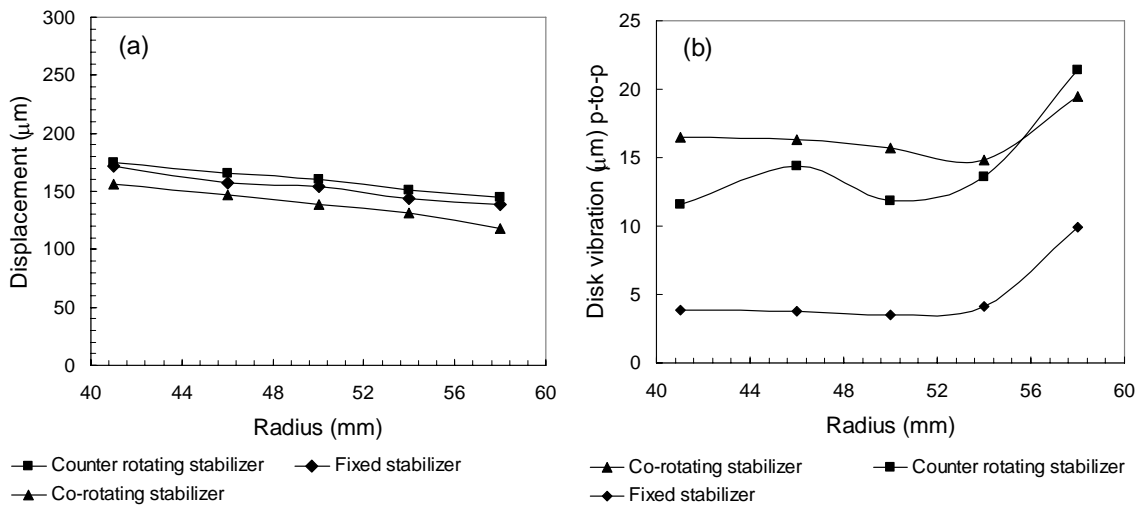 (a)
Displacement (μm)
300
250
200
150
100
50
0
40 44 48 52 56 60
Radius (mm)
Counter rotating stabilizer Fixed stabilizer
Co-rotating stabilizer
(b)
Disk vibration (μm) p-to-p
25
20
15
10
5
0
40 44 48 52 56 60
Radius (mm)
Co-rotating stabilizer Counter rotating stabilizer
Fixed stabilizer